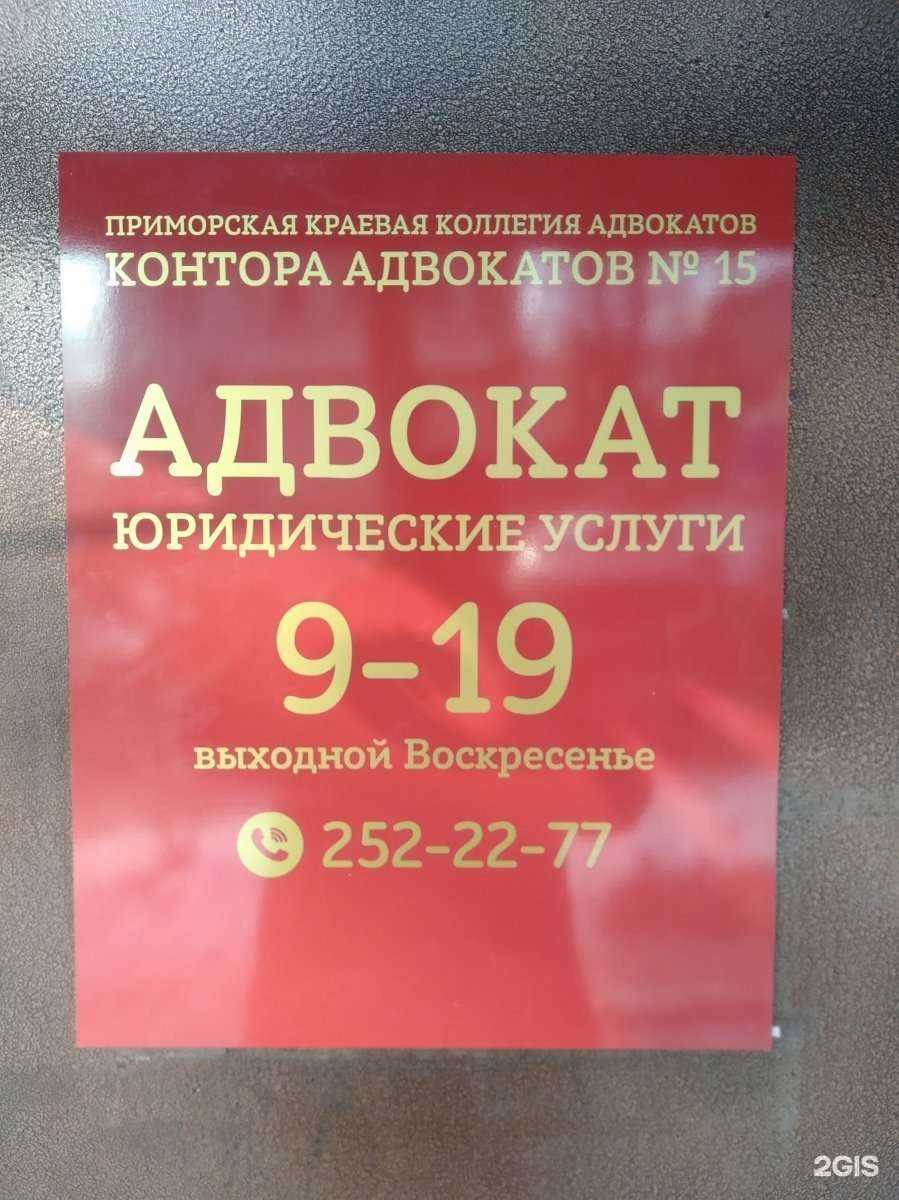 ПРИМОРСКАЯ КРАЕВАЯ КОЛЛЕГИЯ АДВОКАТОВ
КОНТОРА АДВОКАТОВ № 15
АДВОКАТ
ЮРИДИЧЕСКИЕ УСЛУГИ
9-19
выходной Воскресенье
252-22-77
2GIS